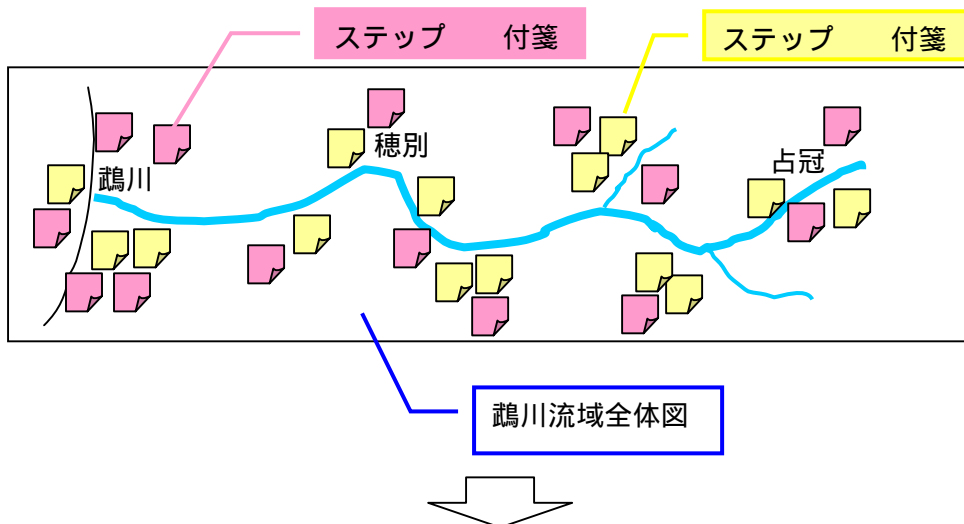 ステップ　　付箋
ステップ　　付箋
穂別
占冠
鵡川
鵡川流域全体図